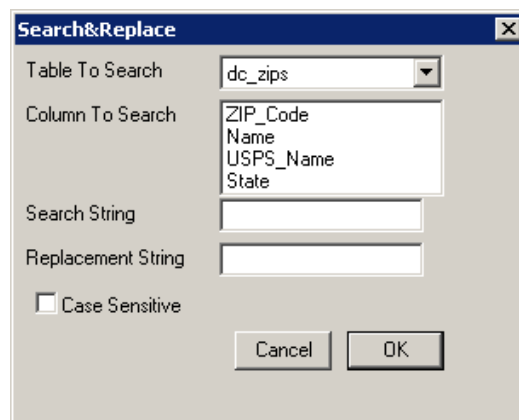 Search&Replace
Table To Search
dc_zips
Column To Search
ZIP_Code
Name
USPS_Name
State
Search String
Replacement String
Case Sensitive
Cancel
OK